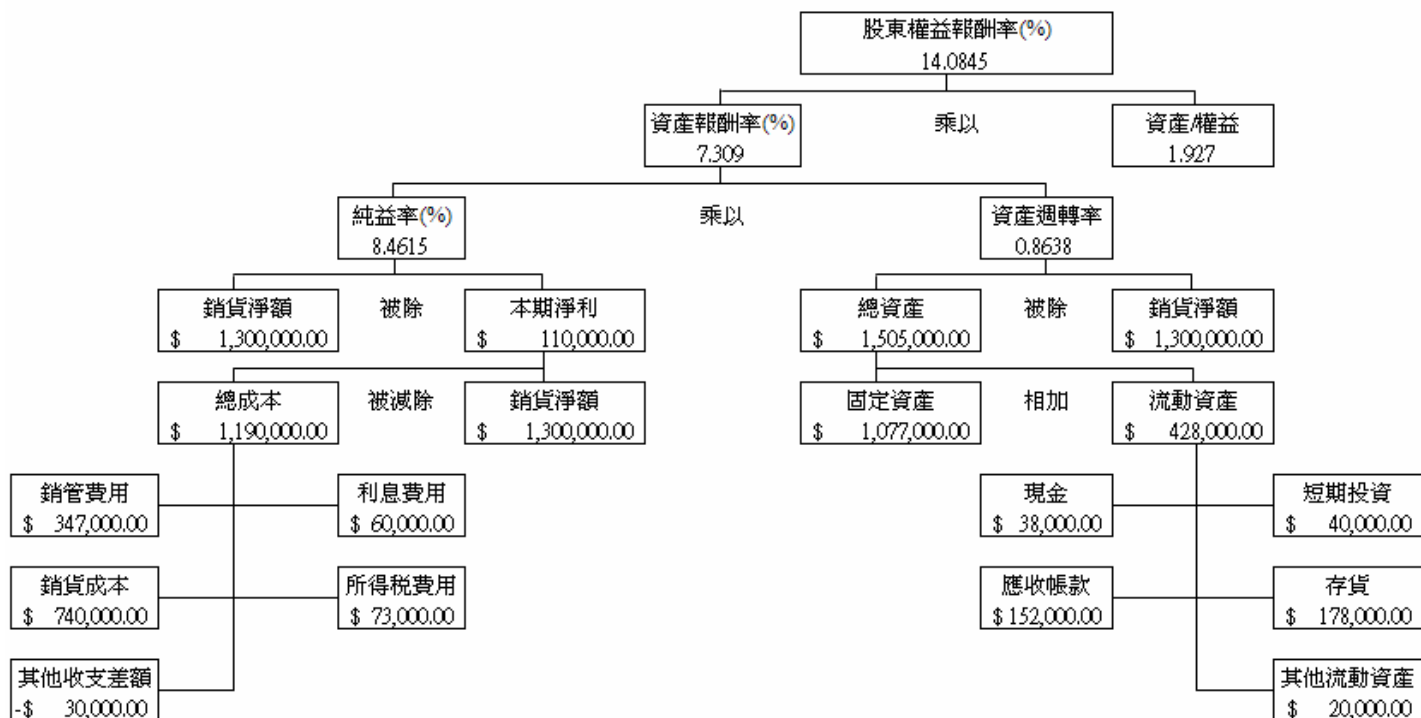 股東權益報酬率(%)
14.0845
資產報酬率(%)
7.309
乘以
資產/權益
1.927
純益率(%)
8.4615
乘以
資產週轉率
0.8638
銷貨淨額
$ 1,300,000.00
被除
本期淨利
$ 110,000.00
總資產
$ 1,505,000.00
被除
銷貨淨額
$ 1,300,000.00
總成本
$ 1,190,000.00
被減除
銷貨淨額
$ 1,300,000.00
固定資產
$ 1,077,000.00
相加
流動資產
$ 428,000.00
銷管費用
$ 347,000.00
利息費用
$ 60,000.00
現金
$ 38,000.00
短期投資
$ 40,000.00
銷貨成本
$ 740,000.00
所得稅費用
$ 73,000.00
應收帳款
$ 152,000.00
存貨
$ 178,000.00
其他收支差額
-$ 30,000.00
其他流動資產
$ 20,000.00